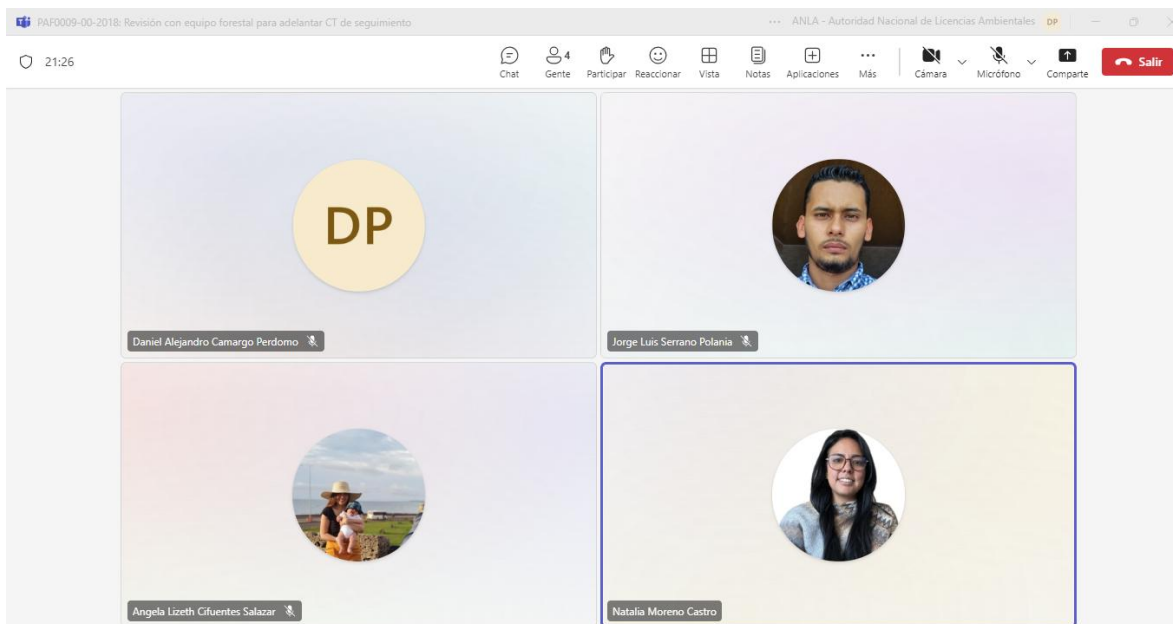 PAF0009-00-2018: Revisión con equipo forestal para adelantar CT de seguimiento
... ANLA - Autoridad Nacional de Licencias Ambientales DP
21:26
4
Chat Gente Participar Reaccionar Vista Notas Aplicaciones Más Cámara Micrófono Comparte Salir
DP
Daniel Alejandro Camargo Perdomo
Jorge Luis Serrano Polania
Angela Lizeth Cifuentes Salazar
Natalia Moreno Castro